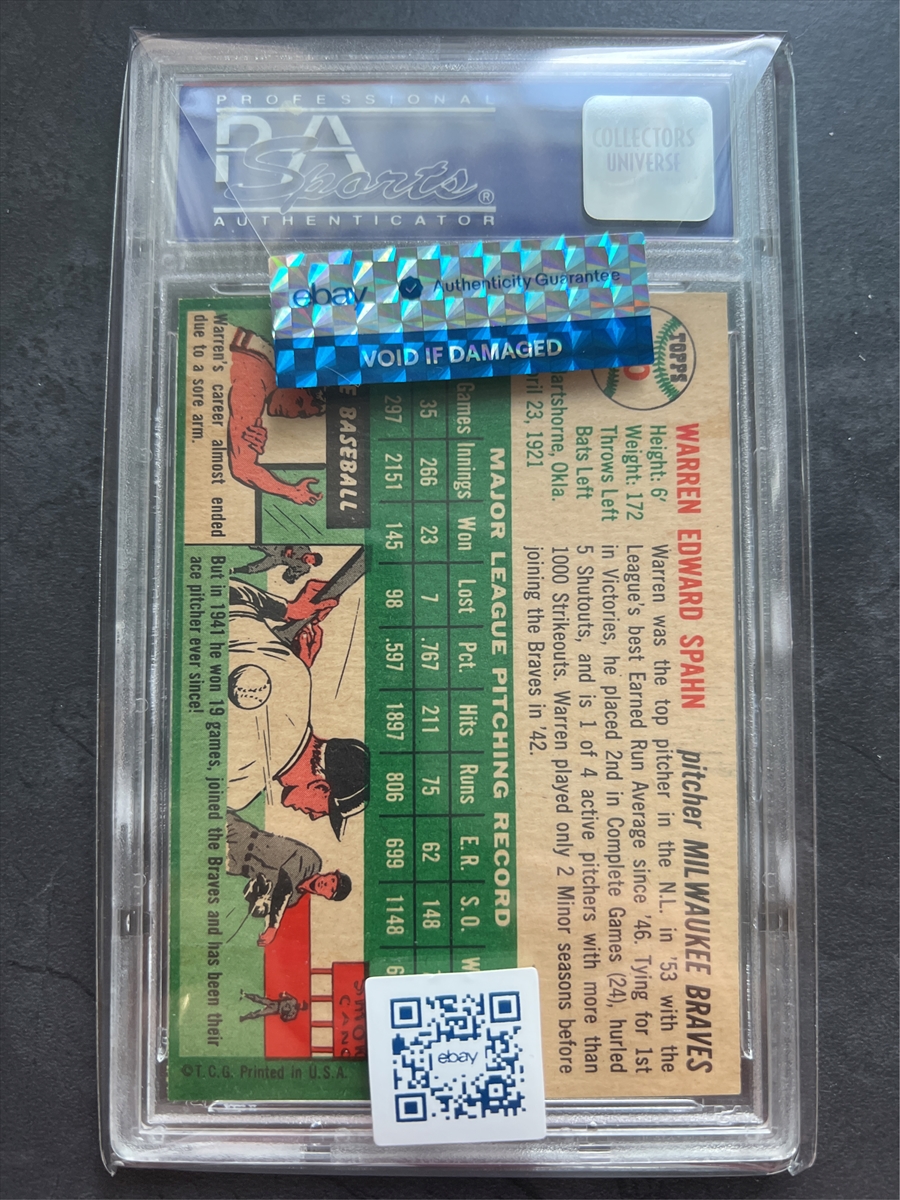 PROFESSIONAL
PSA
Sports®
AUTHENTICATOR
COLLECTORS
UNIVERSE
ebay Authenticity Guarantee
VOID IF DAMAGED
TOPPS
WARREN EDWARD SPAHN
pitcher MILWAUKEE BRAVES
Height: 6'
Weight: 172
Throws Left
Bats Left
artshorne, Okla.
ril 23, 1921
Warren was the top pitcher in the N.L. in '53 with the
League's best Earned Run Average since '46. Tying for 1st
in Victories, he placed 2nd in Complete Games (24), hurled
5 Shutouts, and is 1 of 4 active pitchers with more than
1000 Strikeouts. Warren played only 2 Minor seasons before
joining the Braves in '42.
MAJOR LEAGUE PITCHING RECORD
Games Innings Won Lost Pct. Hits Runs E.R. S.O. W
35 266 23 7 .767 211 75 62 148
297 2151 145 98 .597 1897 806 699 1148 6
E BASEBALL
Warren's career almost ended
due to a sore arm.
But in 1941 he won 19 games, joined the Braves and has been their
ace pitcher ever since!
©T.C.G. Printed in U.S.A.
ebay